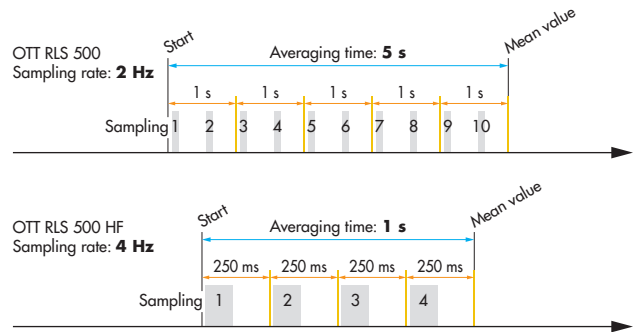 Start
Mean value
OTT RLS 500
Averaging time: 5 s
Sampling rate: 2 Hz
1 s 1 s 1 s 1 s 1 s
Sampling 1 2 3 4 5 6 7 8 9 10
Start
Mean value
OTT RLS 500 HF
Averaging time: 1 s
Sampling rate: 4 Hz
250 ms 250 ms 250 ms 250 ms
Sampling 1 2 3 4